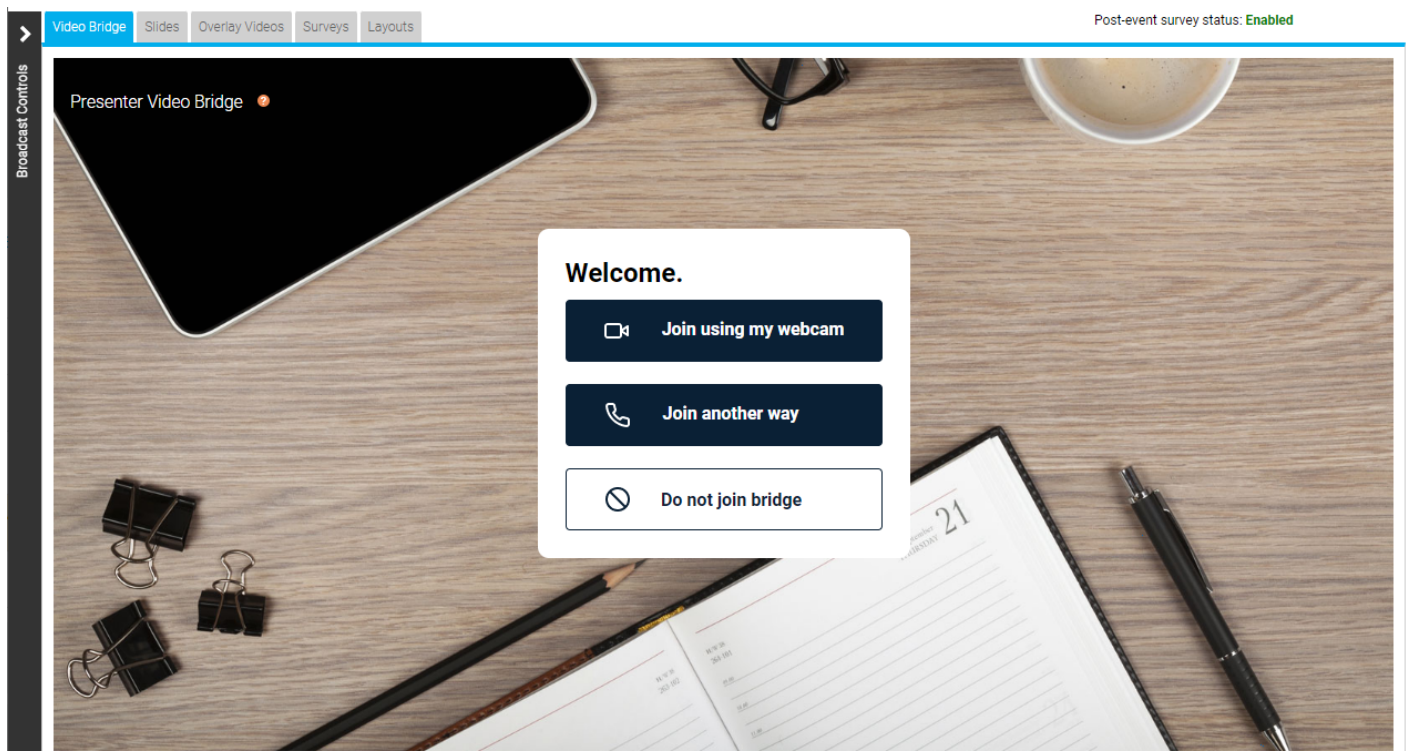 Video Bridge
Slides
Overlay Videos
Surveys
Layouts
Post-event survey status: Enabled
Broadcast Controls
Presenter Video Bridge ?
Welcome.
Join using my webcam
Join another way
Do not join bridge
21